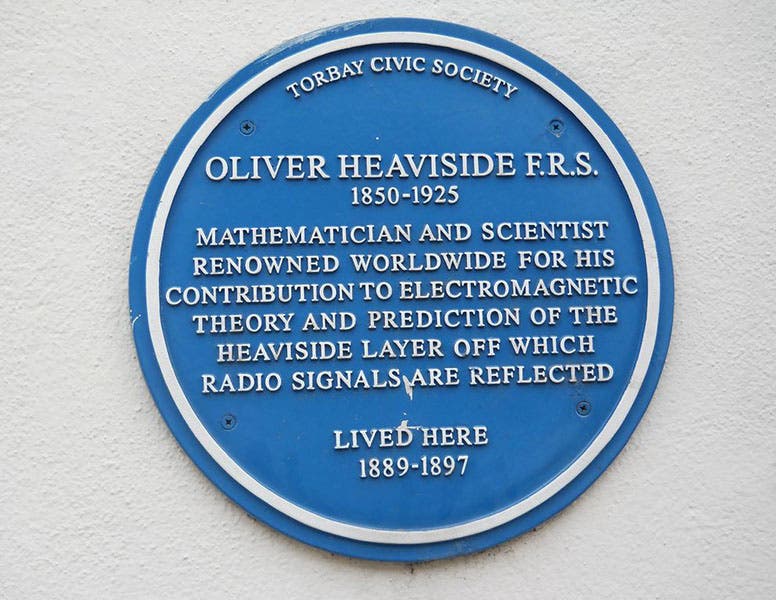 TORBAY CIVIC SOCIETY
OLIVER HEAVISIDE F.R.S.
1850-1925
MATHEMATICIAN AND SCIENTIST
RENOWNED WORLDWIDE FOR HIS
CONTRIBUTION TO ELECTROMAGNETIC
THEORY AND PREDICTION OF THE
HEAVISIDE LAYER OFF WHICH
RADIO SIGNALS ARE REFLECTED
LIVED HERE
1889-1897